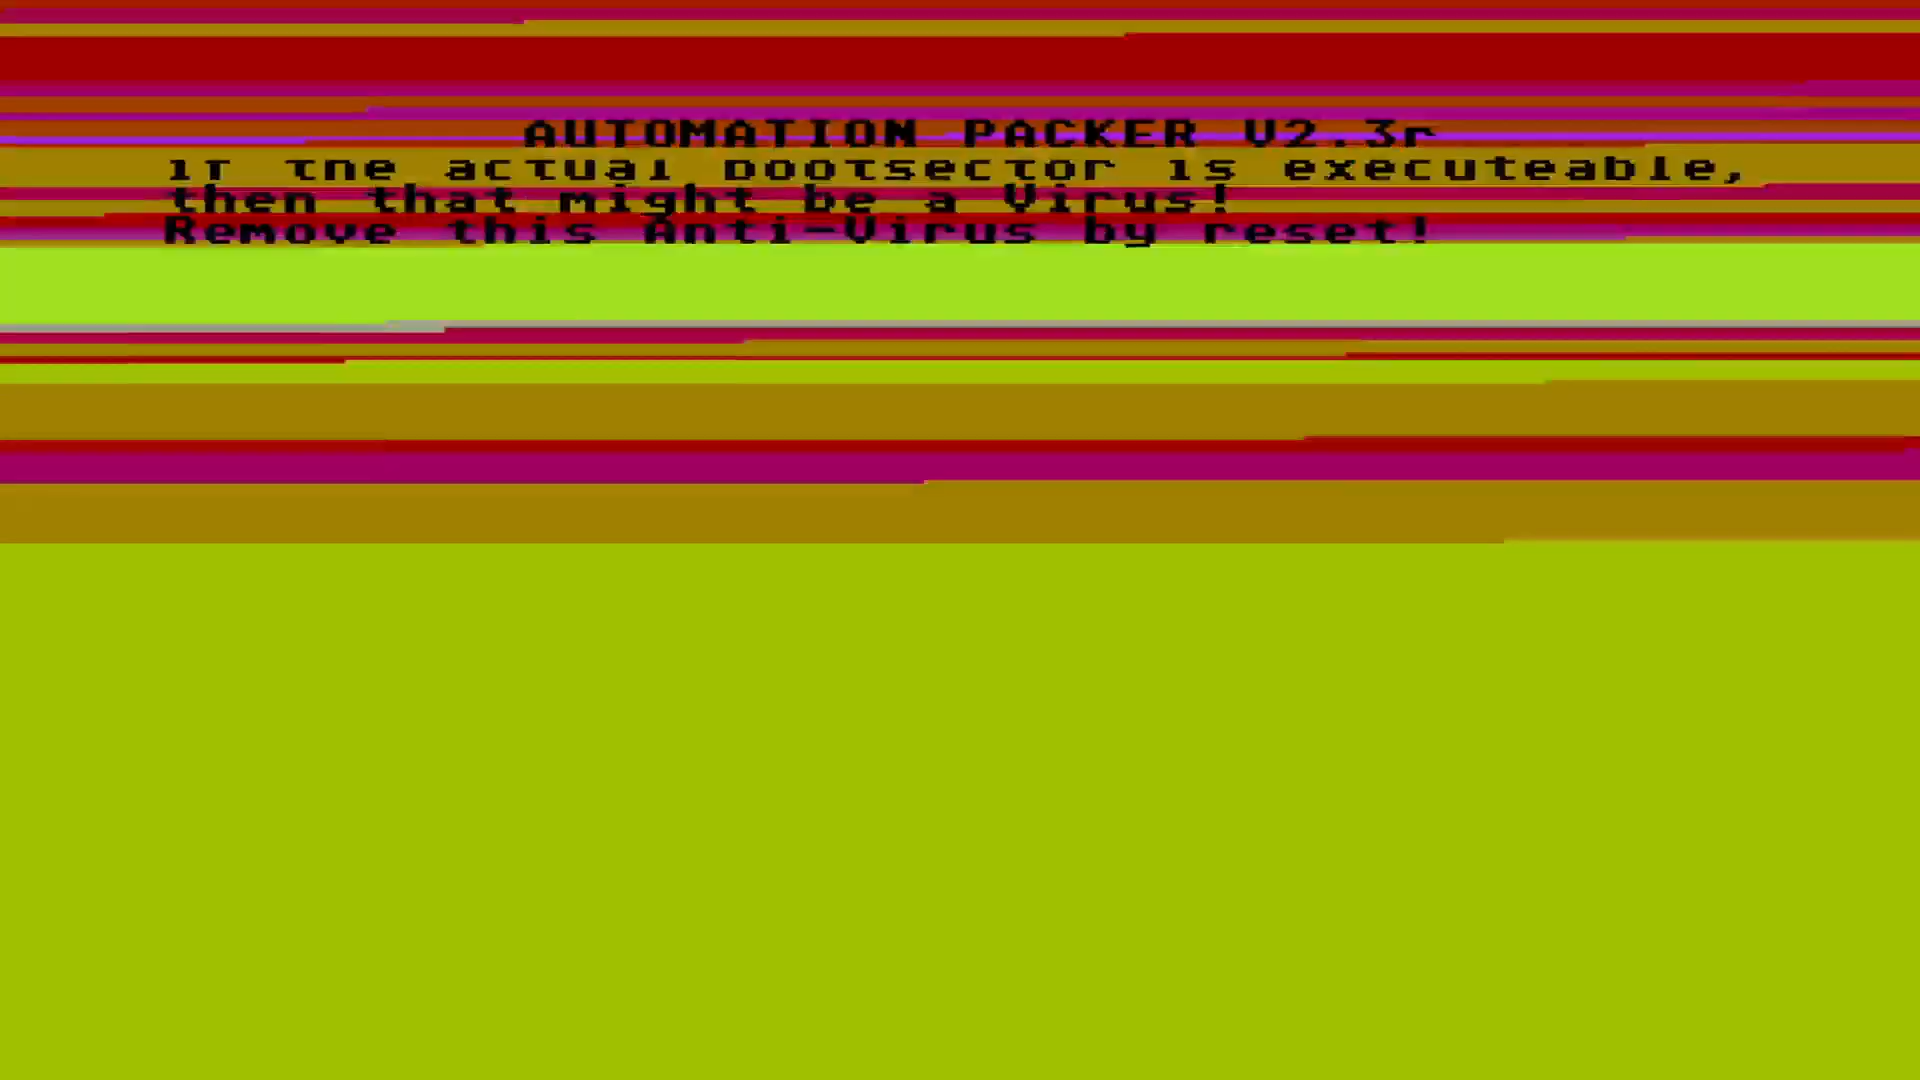 AUTOMATION PACKER V2.3r
If the actual bootsector is executeable,
then that might be a Virus!
Remove this Anti-Virus by reset!